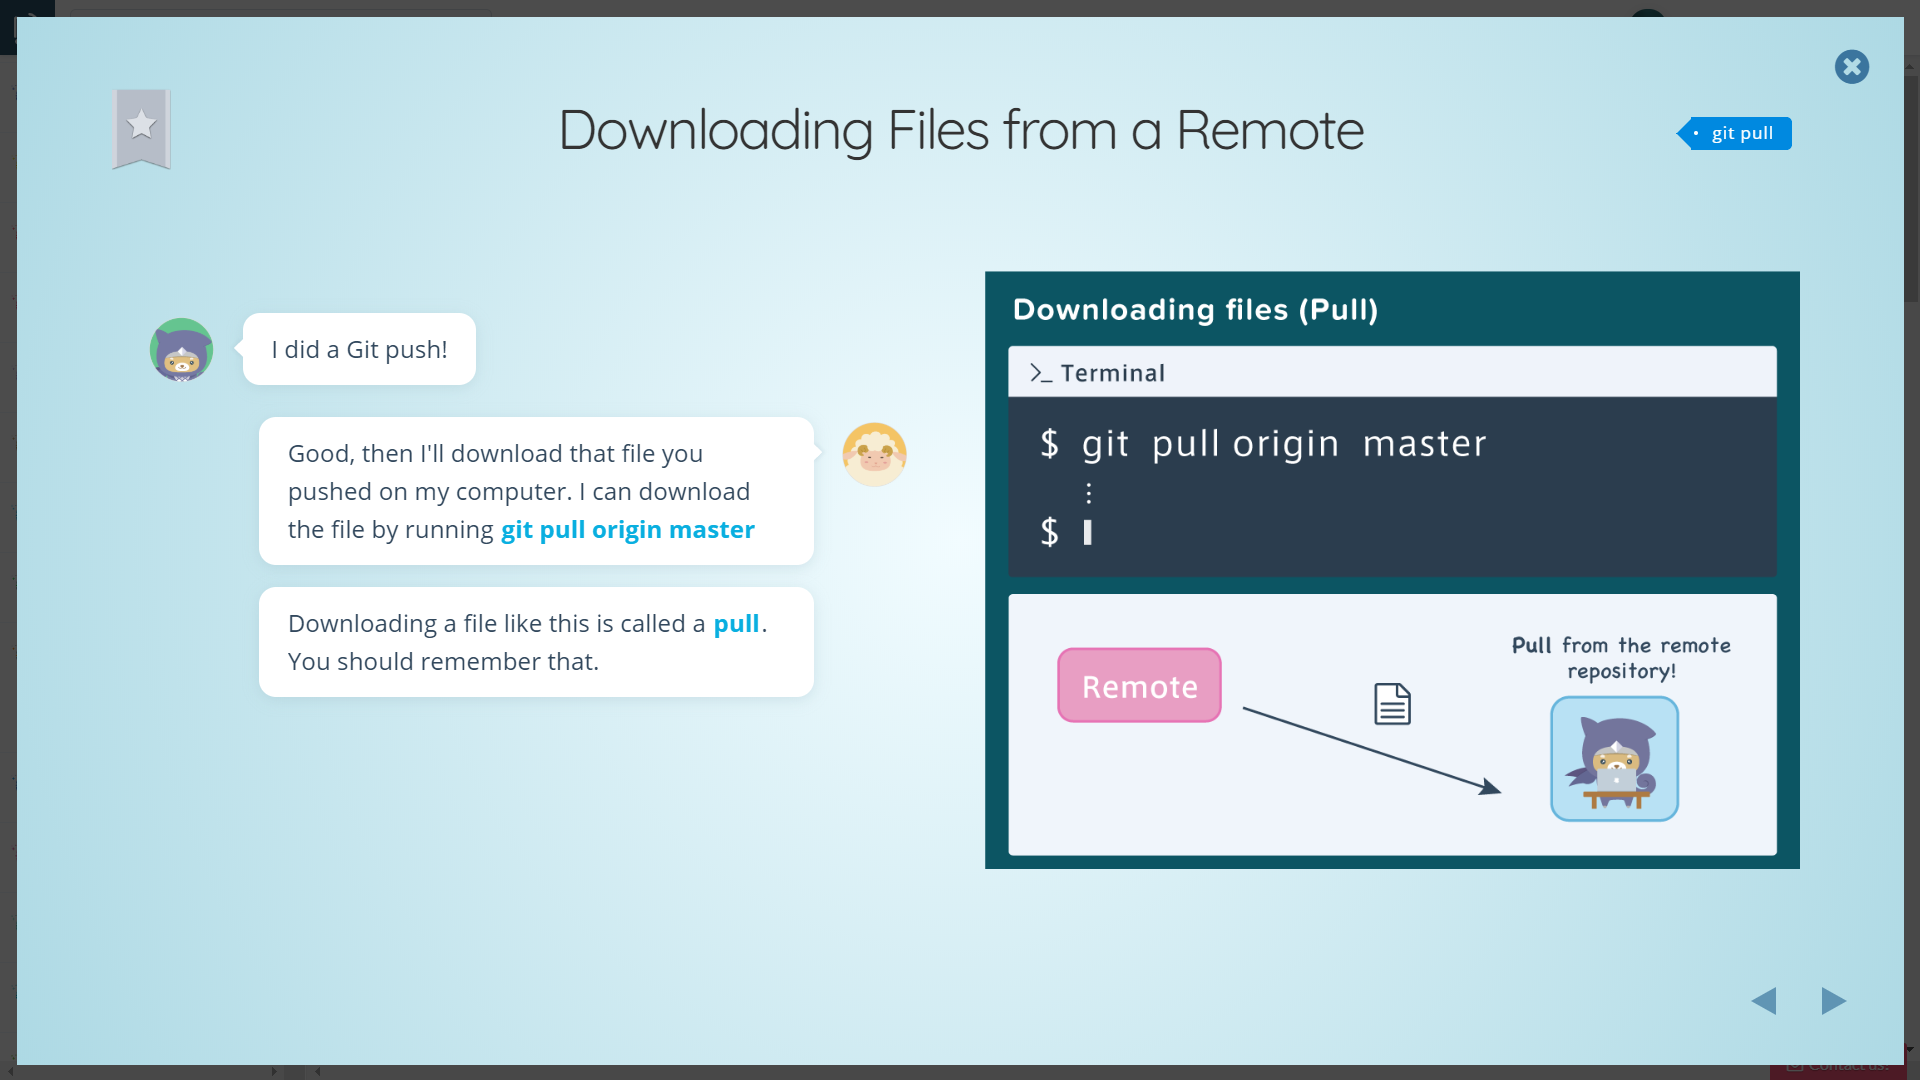 Downloading Files from a Remote
• git pull
I did a Git push!
Good, then I'll download that file you
pushed on my computer. I can download
the file by running git pull origin master
Downloading a file like this is called a pull.
You should remember that.
Downloading files (Pull)
>_ Terminal
$ git pull origin master
⋮
$
Pull from the remote
repository!
Remote
Contact us!